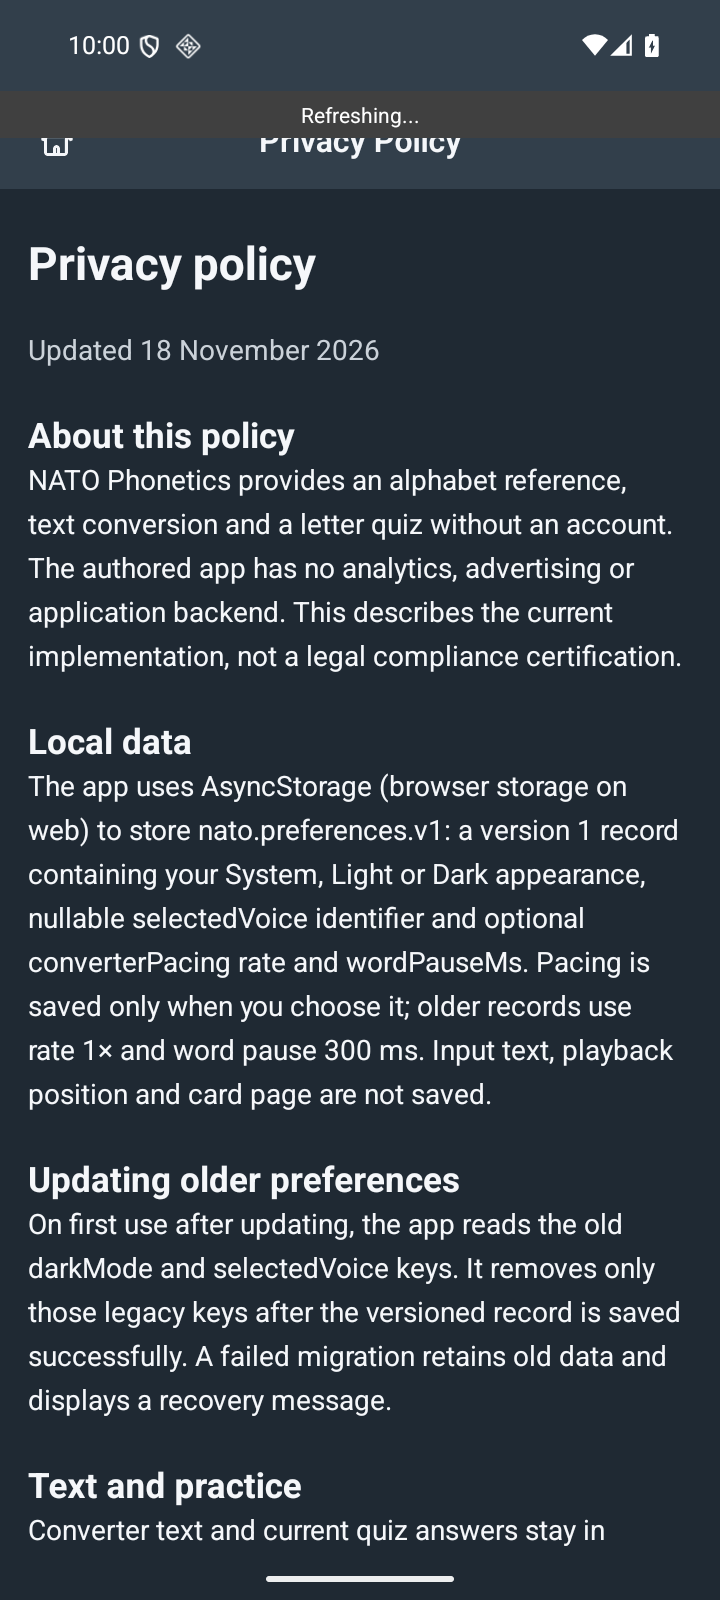 10:00
Refreshing...
Privacy Policy
Privacy policy
Updated 18 November 2026
About this policy
NATO Phonetics provides an alphabet reference,
text conversion and a letter quiz without an account.
The authored app has no analytics, advertising or
application backend. This describes the current
implementation, not a legal compliance certification.
Local data
The app uses AsyncStorage (browser storage on
web) to store nato.preferences.v1: a version 1 record
containing your System, Light or Dark appearance,
nullable selectedVoice identifier and optional
converterPacing rate and wordPauseMs. Pacing is
saved only when you choose it; older records use
rate 1× and word pause 300 ms. Input text, playback
position and card page are not saved.
Updating older preferences
On first use after updating, the app reads the old
darkMode and selectedVoice keys. It removes only
those legacy keys after the versioned record is saved
successfully. A failed migration retains old data and
displays a recovery message.
Text and practice
Converter text and current quiz answers stay in